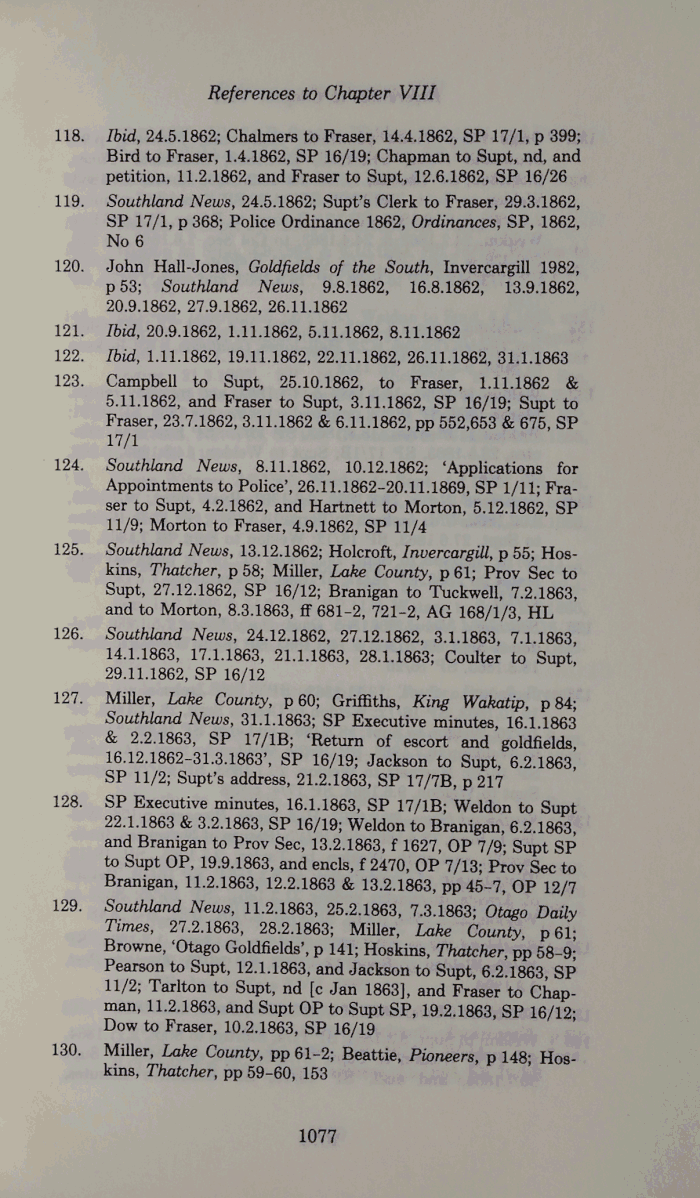 References to Chapter VIII
118. Ibid, 24.5.1862; Chalmers to Fraser, 14.4.1862, SP 17/1, p 399;
Bird to Fraser, 1.4.1862, SP 16/19; Chapman to Supt, nd, and
petition, 11.2.1862, and Fraser to Supt, 12.6.1862, SP 16/26
119. Southland News, 24.5.1862; Supt's Clerk to Fraser, 29.3.1862,
SP 17/1, p 368; Police Ordinance 1862, Ordinances, SP, 1862,
No 6
120. John Hall-Jones, Goldfields of the South, Invercargill 1982,
p 53; Southland News, 9.8.1862, 16.8.1862, 13.9.1862,
20.9.1862, 27.9.1862, 26.11.1862
121. Ibid, 20.9.1862, 1.11.1862, 5.11.1862, 8.11.1862
122. Ibid, 1.11.1862, 19.11.1862, 22.11.1862, 26.11.1862, 31.1.1863
123. Campbell to Supt, 25.10.1862, to Fraser, 1.11.1862 &
5.11.1862, and Fraser to Supt, 3.11.1862, SP 16/19; Supt to
Fraser, 23.7.1862, 3.11.1862 & 6.11.1862, pp 552,653 & 675, SP
17/1
124. Southland News, 8.11.1862, 10.12.1862; 'Applications for
Appointments to Police', 26.11.1862-20.11.1869, SP 1/11; Fra-
ser to Supt, 4.2.1862, and Hartnett to Morton, 5.12.1862, SP
11/9; Morton to Fraser, 4.9.1862, SP 11/4
125. Southland News, 13.12.1862; Holcroft, Invercargill, p 55; Hos-
kins, Thatcher, p 58; Miller, Lake County, p 61; Prov Sec to
Supt, 27.12.1862, SP 16/12; Branigan to Tuckwell, 7.2.1863,
and to Morton, 8.3.1863, ff 681-2, 721-2, AG 168/1/3, HL
126. Southland News, 24.12.1862, 27.12.1862, 3.1.1863, 7.1.1863,
14.1.1863, 17.1.1863, 21.1.1863, 28.1.1863; Coulter to Supt,
29.11.1862, SP 16/12
127. Miller, Lake County, p 60; Griffiths, King Wakatip, p 84;
Southland News, 31.1.1863; SP Executive minutes, 16.1.1863
& 2.2.1863, SP 17/1B; 'Return of escort and goldfields,
16.12.1862-31.3.1863', SP 16/19; Jackson to Supt, 6.2.1863,
SP 11/2; Supt's address, 21.2.1863, SP 17/7B, p 217
128. SP Executive minutes, 16.1.1863, SP 17/1B; Weldon to Supt
22.1.1863 & 3.2.1863, SP 16/19; Weldon to Branigan, 6.2.1863,
and Branigan to Prov Sec, 13.2.1863, f 1627, OP 7/9; Supt SP
to Supt OP, 19.9.1863, and encls, f 2470, OP 7/13; Prov Sec to
Branigan, 11.2.1863, 12.2.1863 & 13.2.1863, pp 45-7, OP 12/7
129. Southland News, 11.2.1863, 25.2.1863, 7.3.1863; Otago Daily
Times, 27.2.1863, 28.2.1863; Miller, Lake County, p 61;
Browne, 'Otago Goldfields', p 141; Hoskins, Thatcher, pp 58-9;
Pearson to Supt, 12.1.1863, and Jackson to Supt, 6.2.1863, SP
11/2; Tarlton to Supt, nd [c Jan 1863], and Fraser to Chap-
man, 11.2.1863, and Supt OP to Supt SP, 19.2.1863, SP 16/12;
Dow to Fraser, 10.2.1863, SP 16/19
130. Miller, Lake County, pp 61-2; Beattie, Pioneers, p 148; Hos-
kins, Thatcher, pp 59-60, 153
1077